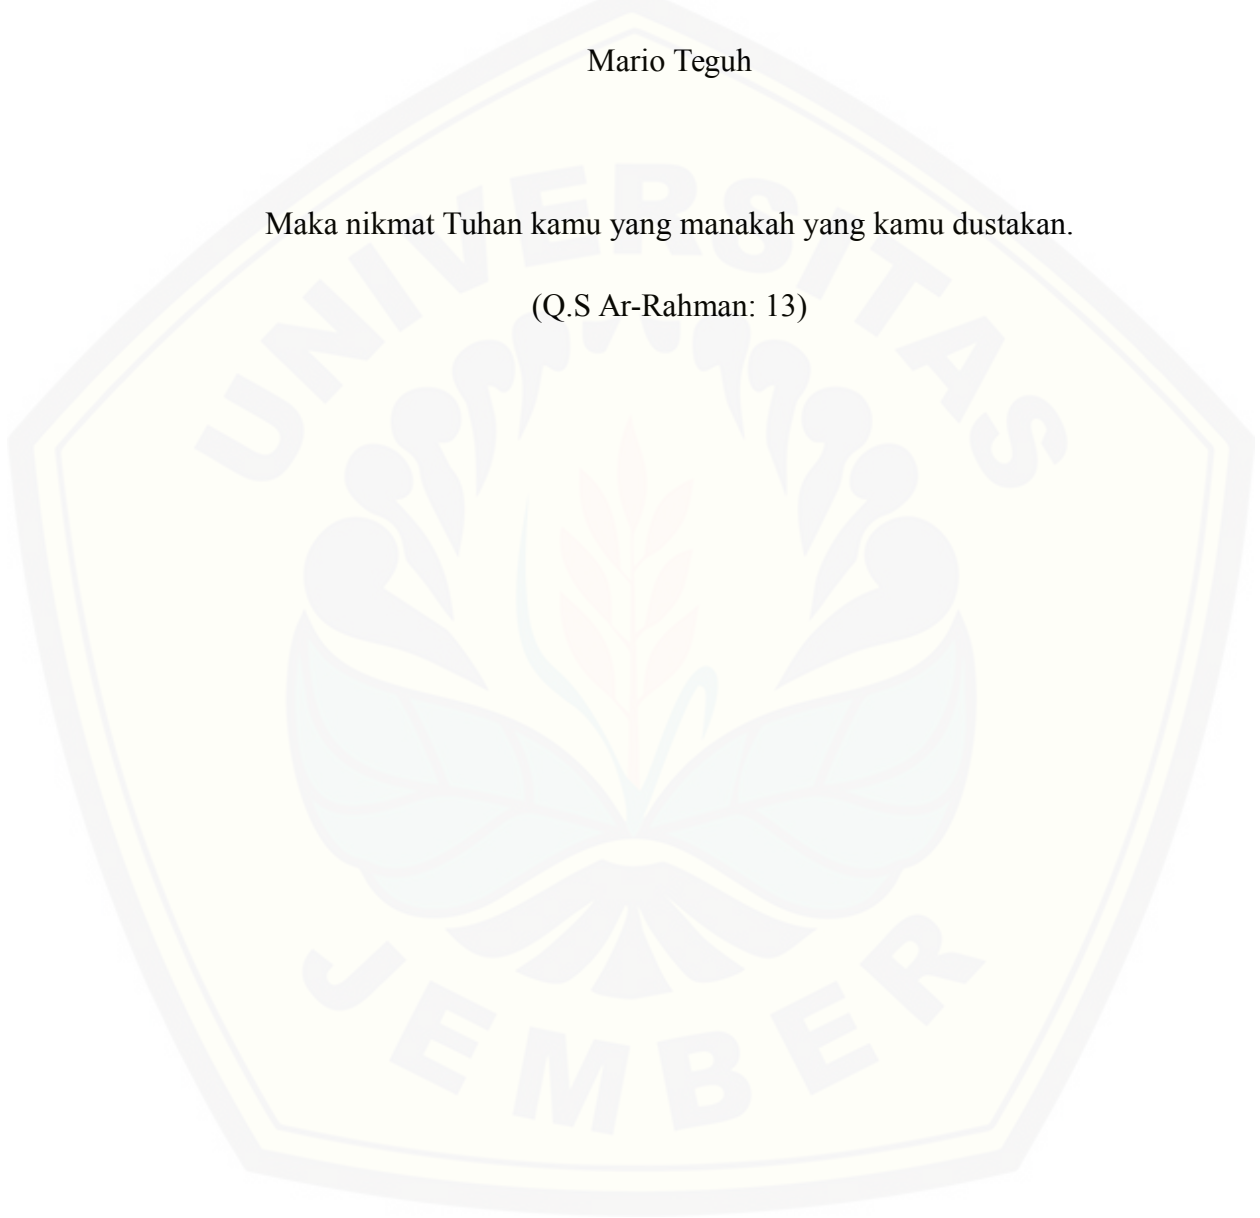 Mario Teguh
Maka nikmat Tuhan kamu yang manakah yang kamu dustakan.
(Q.S Ar-Rahman: 13)
UNIVERSITAS
JEMBER